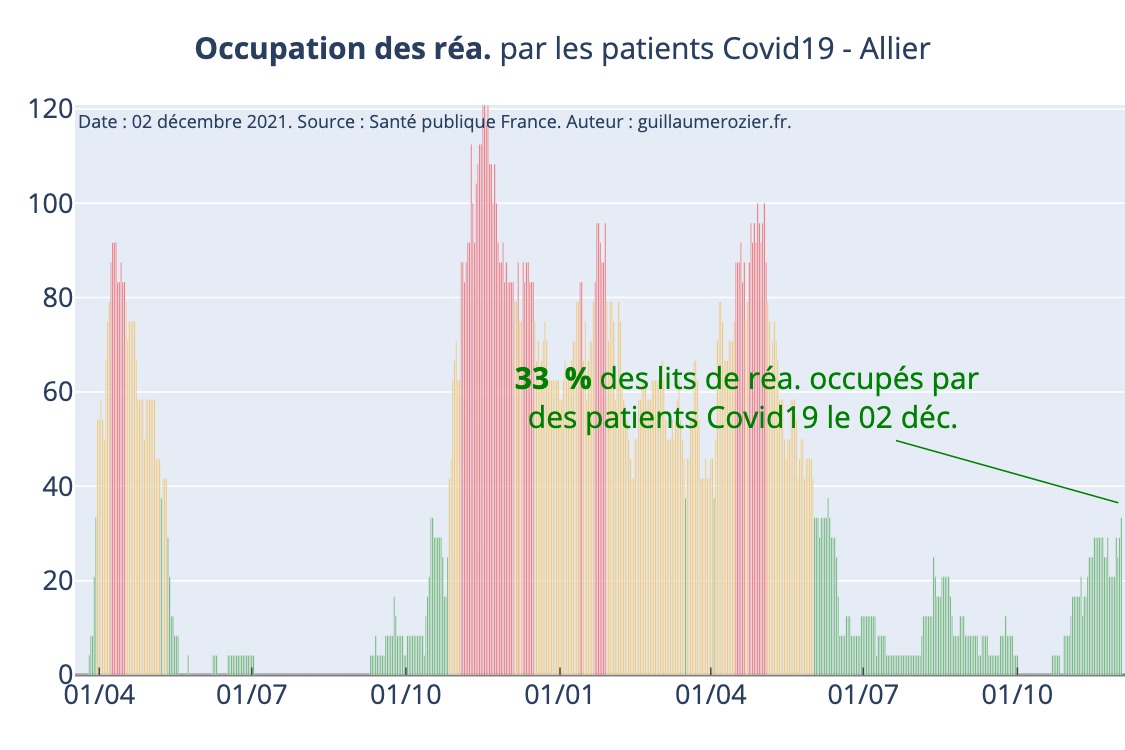 Occupation des réa. par les patients Covid19 - Allier
120
Date : 02 décembre 2021. Source : Santé publique France. Auteur : guillaumerozier.fr.
100
80
33 % des lits de réa. occupés par
60
des patients Covid19 le 02 déc.
40
20
0
01/04 01/07 01/10 01/01 01/04 01/07 01/10